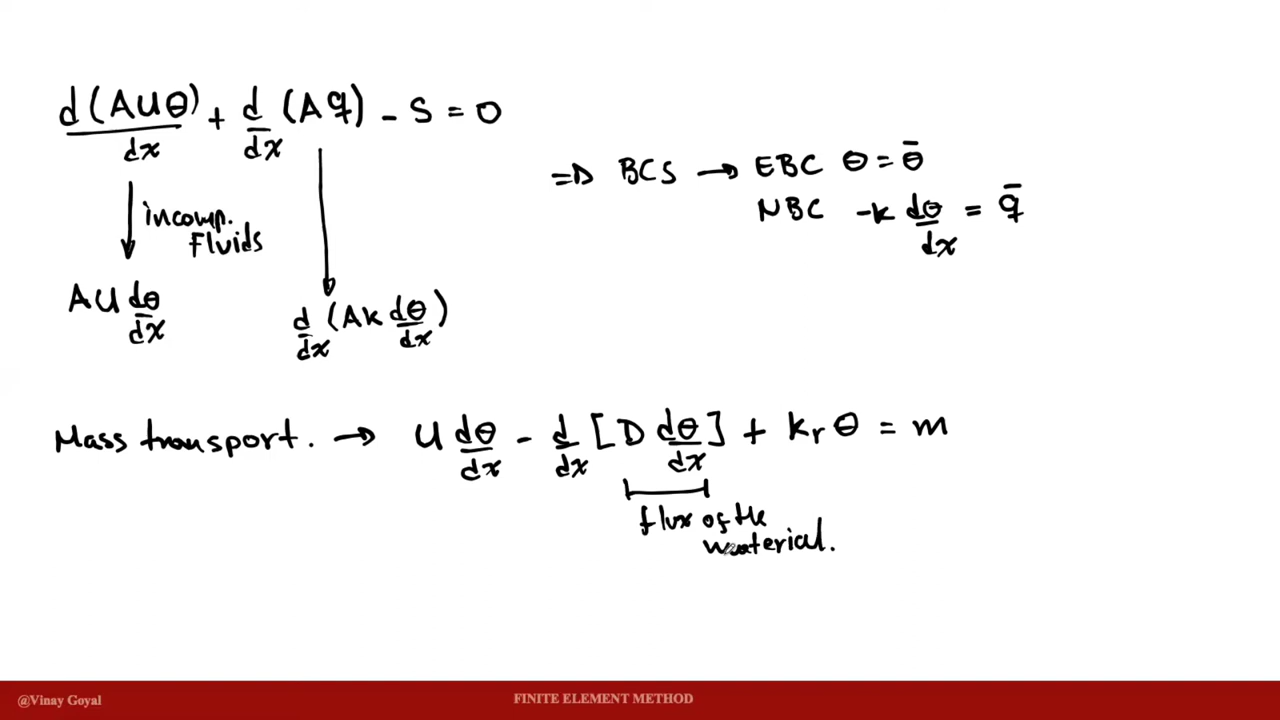 d(AUθ)/dx + d/dx (Aq) - S = 0
⇒ BCS → EBC θ = θ̄
NBC -k dθ/dx = q̄
incomp. Fluids
AU dθ/dx
d/dx (Ak dθ/dx)
Mass transport. → U dθ/dx - d/dx [D dθ/dx] + kᵣθ = m
flux of the
material.
@Vinay Goyal
FINITE ELEMENT METHOD